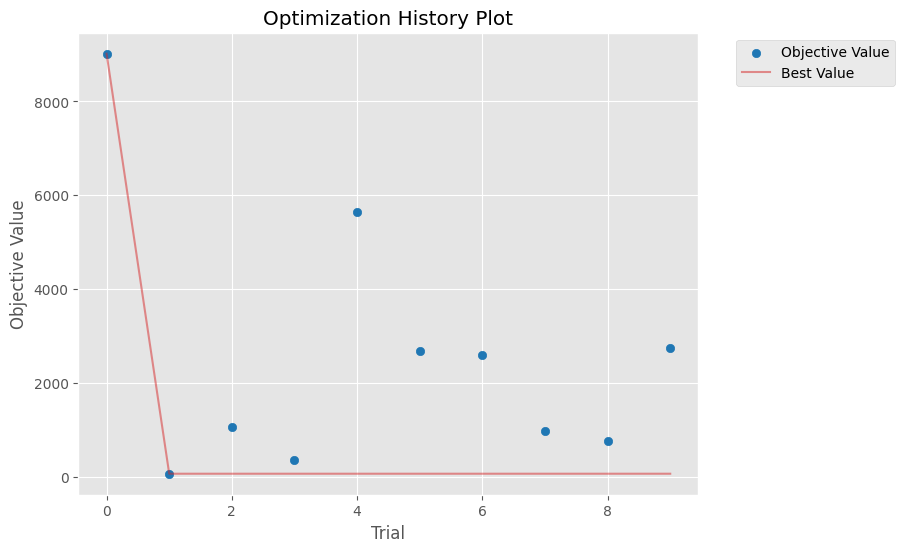 Optimization History Plot
Objective Value
Best Value
Objective Value
8000
6000
4000
2000
0
0 2 4 6 8
Trial